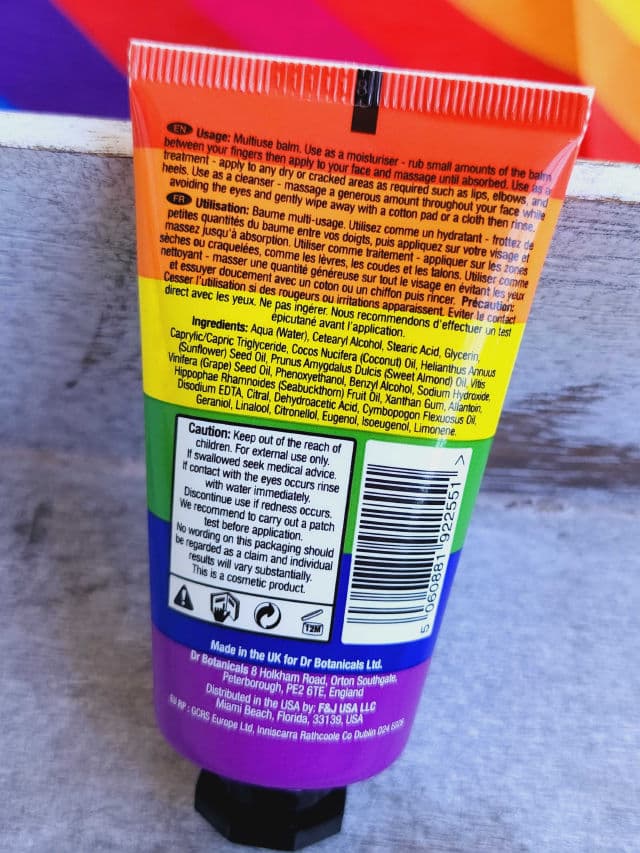 EN Usage: Multiuse balm. Use as a moisturiser - rub small amounts of the balm
between your fingers then apply to your face and massage until absorbed. Use as a
treatment - apply to any dry or cracked areas as required such as lips, elbows, and
heels. Use as a cleanser - massage a generous amount throughout your face while
avoiding the eyes and gently wipe away with a cotton pad or a cloth then rinse.
FR Utilisation: Baume multi-usage. Utilisez comme un hydratant - frottez de
petites quantités du baume entre vos doigts, puis appliquez sur votre visage et
massez jusqu'à absorption. Utiliser comme traitement - appliquer sur les zones
sèches ou craquelées, comme les lèvres, les coudes et les talons. Utiliser comme
nettoyant - masser une quantité généreuse sur tout le visage en évitant les yeux
et essuyer doucement avec un coton ou un chiffon puis rincer. Précaution:
Cesser l'utilisation si des rougeurs ou irritations apparaissent. Eviter le contact
direct avec les yeux. Ne pas ingérer. Nous recommendons d'effectuer un test
épicutané avant l'application.
Ingredients: Aqua (Water), Cetearyl Alcohol, Stearic Acid, Glycerin,
Caprylic/Capric Triglyceride, Cocos Nucifera (Coconut) Oil, Helianthus Annuus
(Sunflower) Seed Oil, Prunus Amygdalus Dulcis (Sweet Almond) Oil, Vitis
Vinifera (Grape) Seed Oil, Phenoxyethanol, Benzyl Alcohol, Sodium Hydroxide,
Hippophae Rhamnoides (Seabuckthorn) Fruit Oil, Xanthan Gum, Allantoin,
Disodium EDTA, Citral, Dehydroacetic Acid, Cymbopogon Flexuosus Oil,
Geraniol, Linalool, Citronellol, Eugenol, Isoeugenol, Limonene.
Caution: Keep out of the reach of
children. For external use only.
If swallowed seek medical advice.
If contact with the eyes occurs rinse
with water immediately.
Discontinue use if redness occurs.
We recommend to carry out a patch
test before application.
No wording on this packaging should
be regarded as a claim and individual
results will vary substantially.
This is a cosmetic product.
12M
5 060881 922551 >
Made in the UK for Dr Botanicals Ltd.
Dr Botanicals 8 Holkham Road, Orton Southgate,
Peterborough, PE2 6TE, England
Distributed in the USA by: F&J USA LLC
Miami Beach, Florida, 33139, USA
EU RP : GCRS Europe Ltd, Inniscarra Rathcoole Co Dublin D24